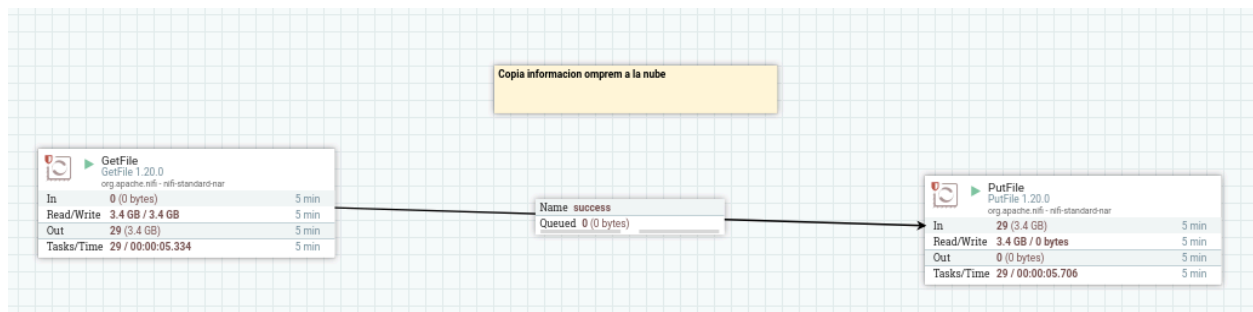 Copia informacion omprem a la nube
GetFile
GetFile 1.20.0
org.apache.nifi - nifi-standard-nar
In 0 (0 bytes) 5 min
Read/Write 3.4 GB / 3.4 GB 5 min
Out 29 (3.4 GB) 5 min
Tasks/Time 29 / 00:00:05.334 5 min
Name success
Queued 0 (0 bytes)
PutFile
PutFile 1.20.0
org.apache.nifi - nifi-standard-nar
In 29 (3.4 GB) 5 min
Read/Write 3.4 GB / 0 bytes 5 min
Out 0 (0 bytes) 5 min
Tasks/Time 29 / 00:00:05.706 5 min